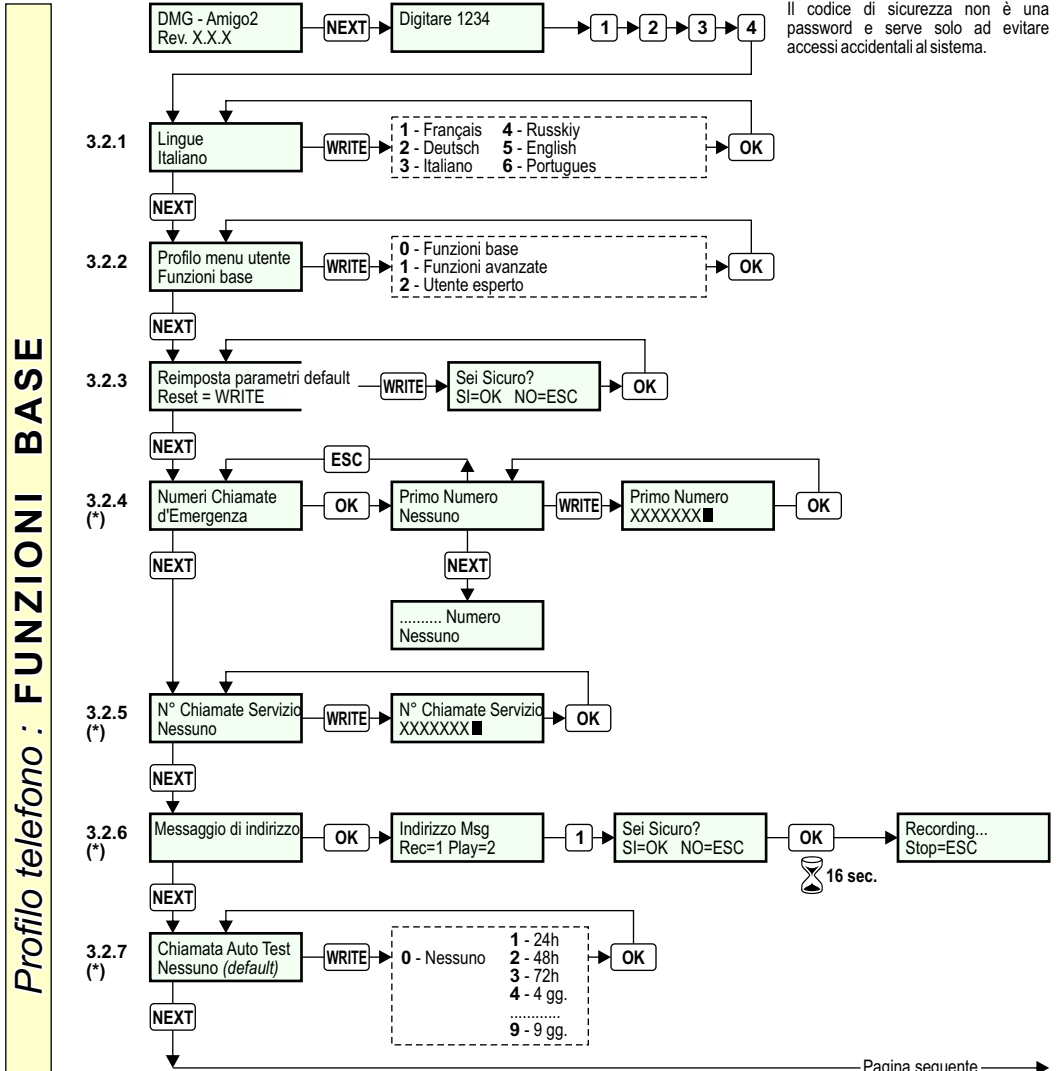 Profilo telefono : FUNZIONI BASE
DMG - Amigo2
Rev. X.X.X
NEXT
Digitare 1234
1
2
3
4
Il codice di sicurezza non è una
password e serve solo ad evitare
accessi accidentali al sistema.
3.2.1
Lingue
Italiano
WRITE
1 - Français 4 - Russkiy
2 - Deutsch 5 - English
3 - Italiano 6 - Portugues
OK
NEXT
3.2.2
Profilo menu utente
Funzioni base
WRITE
0 - Funzioni base
1 - Funzioni avanzate
2 - Utente esperto
OK
NEXT
3.2.3
Reimposta parametri default
Reset = WRITE
WRITE
Sei Sicuro?
SI=OK NO=ESC
OK
NEXT
ESC
3.2.4
(*)
Numeri Chiamate
d'Emergenza
OK
Primo Numero
Nessuno
WRITE
Primo Numero
XXXXXXX
OK
NEXT
NEXT
.......... Numero
Nessuno
3.2.5
(*)
N° Chiamate Servizio
Nessuno
WRITE
N° Chiamate Servizio
XXXXXXX
OK
NEXT
3.2.6
(*)
Messaggio di indirizzo
OK
Indirizzo Msg
Rec=1 Play=2
1
Sei Sicuro?
SI=OK NO=ESC
OK
16 sec.
Recording...
Stop=ESC
NEXT
3.2.7
(*)
Chiamata Auto Test
Nessuno (default)
WRITE
0 - Nessuno
1 - 24h
2 - 48h
3 - 72h
4 - 4 gg.
............
9 - 9 gg.
OK
NEXT
Pagina seguente